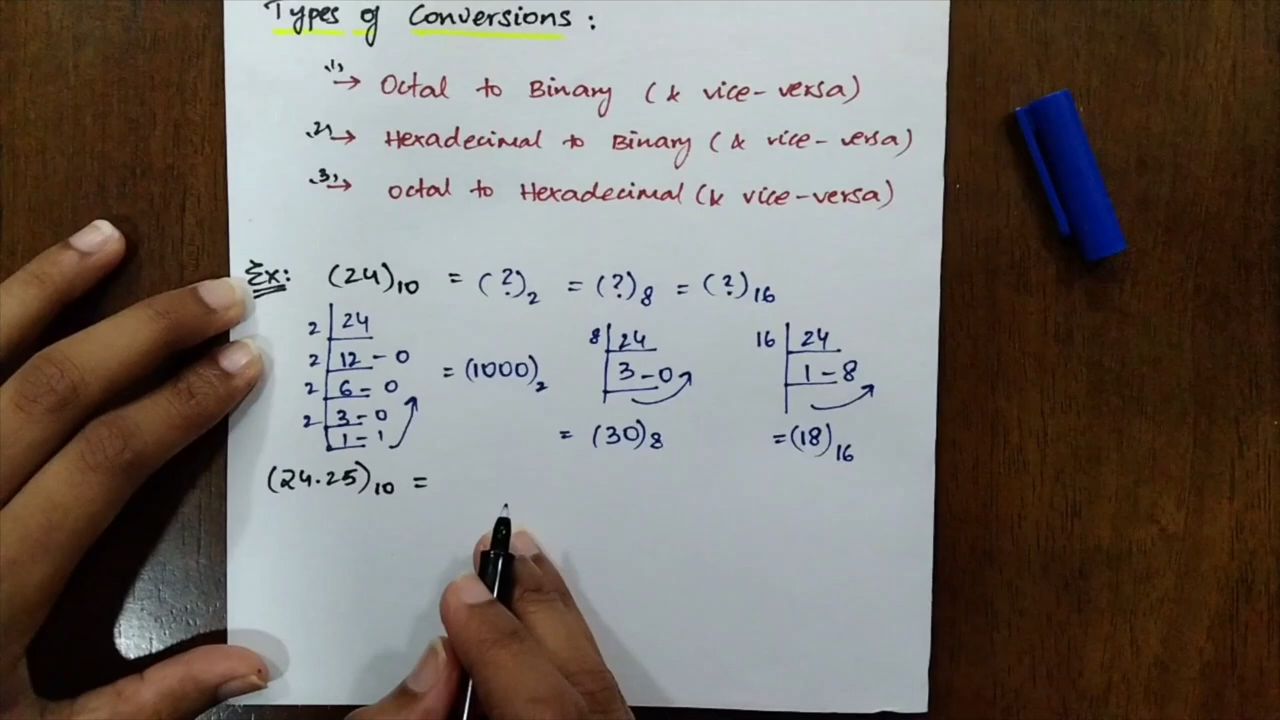 Types of Conversions :
1, → Octal to Binary (& vice-versa)
2, → Hexadecimal to Binary (& vice-versa)
3, → octal to Hexadecimal (& vice-versa)
Ex: (24)10 = (?)2 = (?)8 = (?)16
2 | 24
2 | 12 - 0
2 | 6 - 0
2 | 3 - 0
1 - 1
= (1000)2
8 | 24
3 - 0
= (30)8
16 | 24
1 - 8
= (18)16
(24.25)10 =